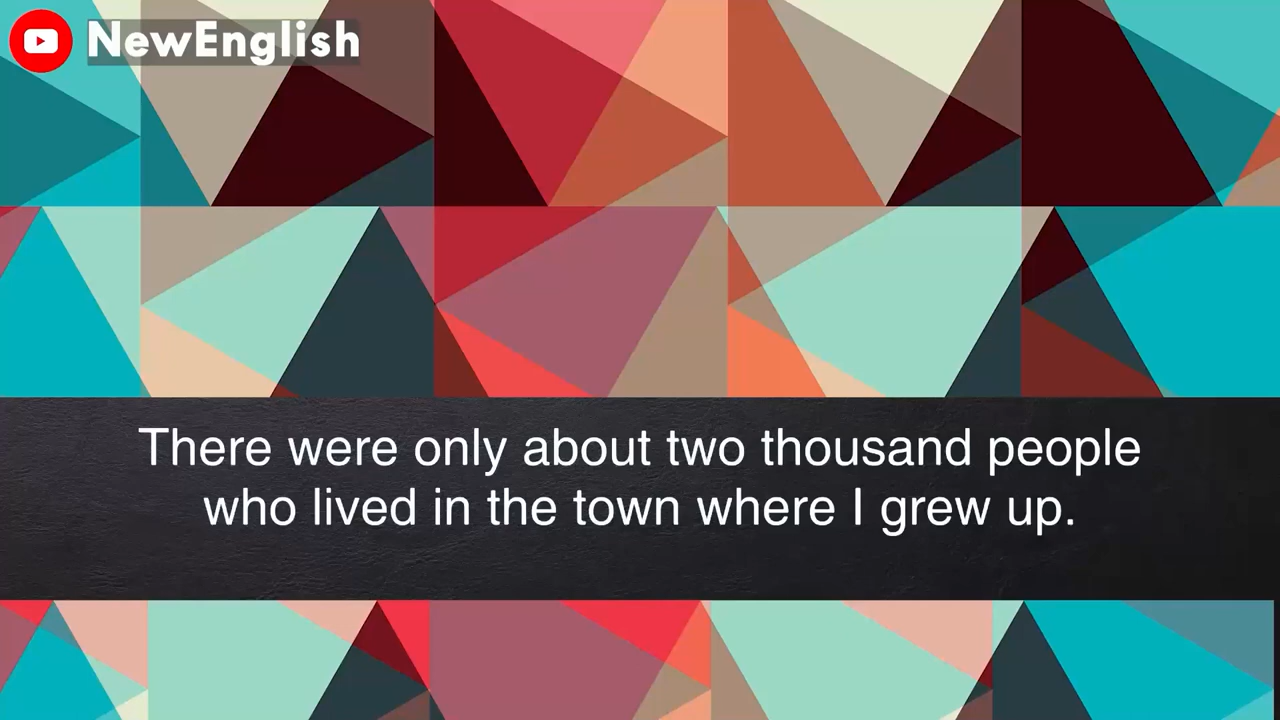 NewEnglish
There were only about two thousand people
who lived in the town where I grew up.